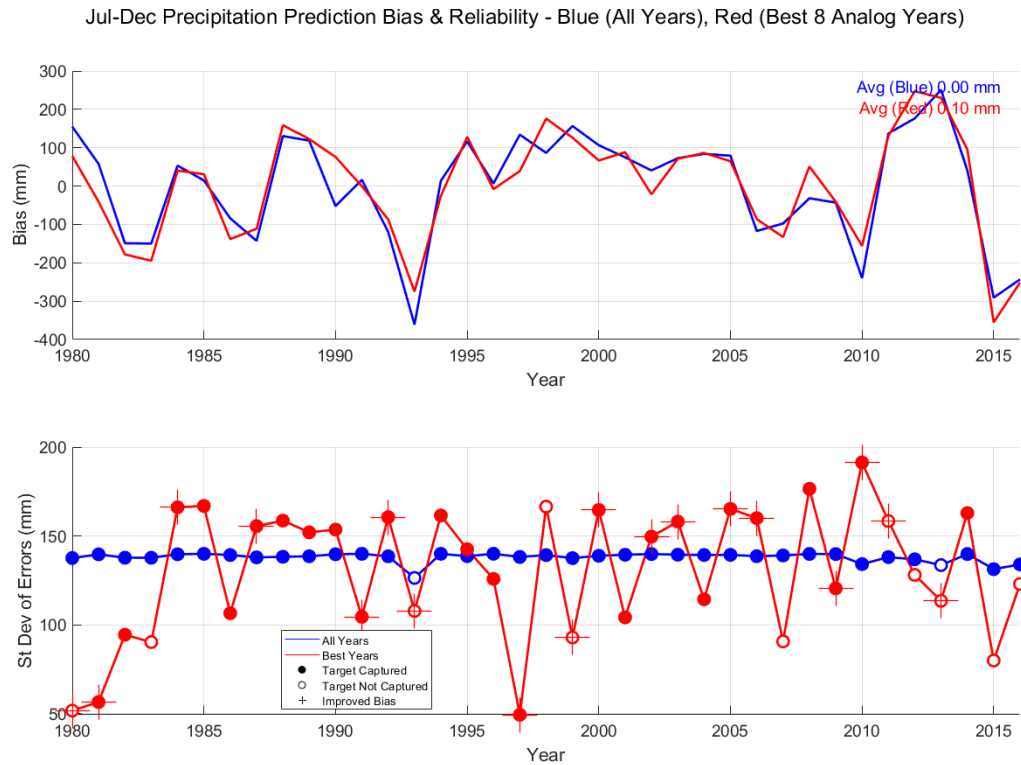 Jul-Dec Precipitation Prediction Bias & Reliability - Blue (All Years), Red (Best 8 Analog Years)
300
200
100
0
-100
-200
-300
-400
Bias (mm)
Avg (Blue) 0.00 mm
Avg (Red) 0.10 mm
1980 1985 1990 1995 2000 2005 2010 2015
Year
200
150
100
50
St Dev of Errors (mm)
All Years
Best Years
Target Captured
Target Not Captured
Improved Bias
1980 1985 1990 1995 2000 2005 2010 2015
Year